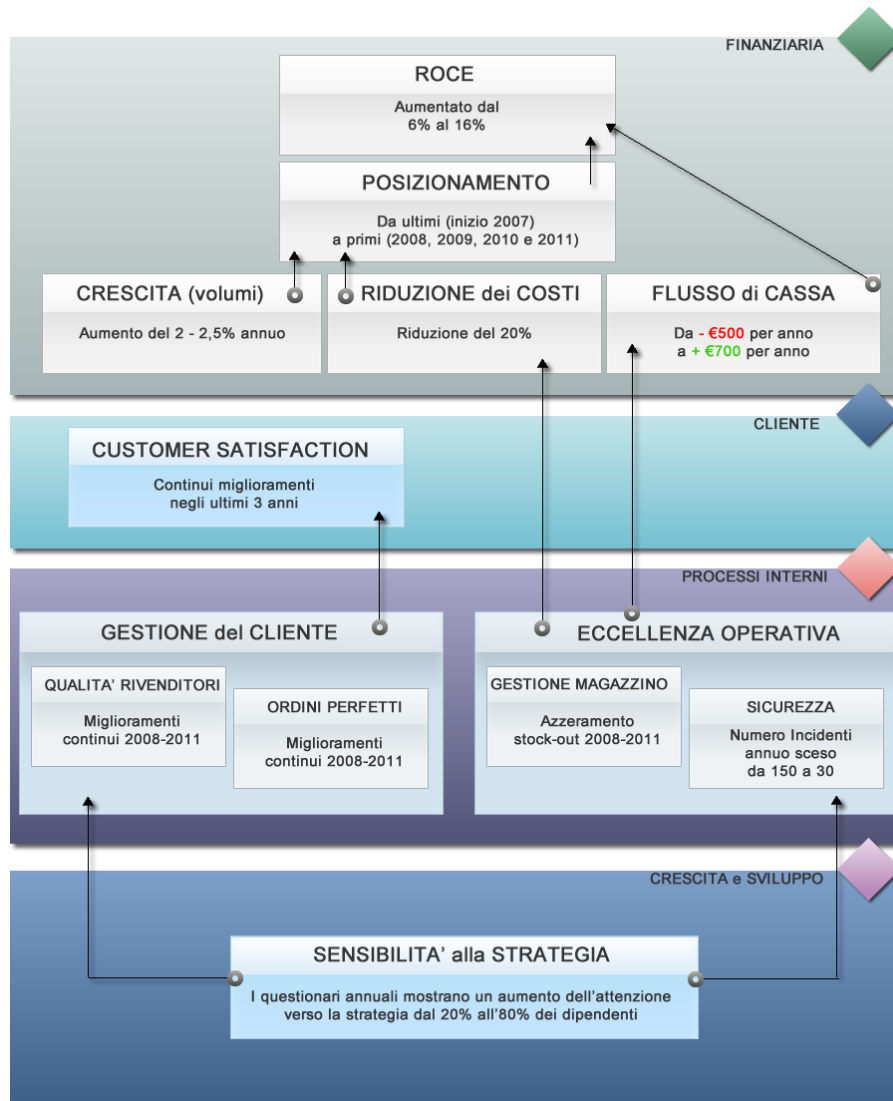 FINANZIARIA
ROCE
Aumentato dal
6% al 16%
POSIZIONAMENTO
Da ultimi (inizio 2007)
a primi (2008, 2009, 2010 e 2011)
CRESCITA (volumi)
Aumento del 2 - 2,5% annuo
RIDUZIONE dei COSTI
Riduzione del 20%
FLUSSO di CASSA
Da - €500 per anno
a + €700 per anno
CLIENTE
CUSTOMER SATISFACTION
Continui miglioramenti
negli ultimi 3 anni
PROCESSI INTERNI
GESTIONE del CLIENTE
QUALITA' RIVENDITORI
Miglioramenti
continui 2008-2011
ORDINI PERFETTI
Miglioramenti
continui 2008-2011
ECCELLENZA OPERATIVA
GESTIONE MAGAZZINO
Azzeramento
stock-out 2008-2011
SICUREZZA
Numero Incidenti
annuo sceso
da 150 a 30
CRESCITA e SVILUPPO
SENSIBILITA' alla STRATEGIA
I questionari annuali mostrano un aumento dell'attenzione
verso la strategia dal 20% all'80% dei dipendenti